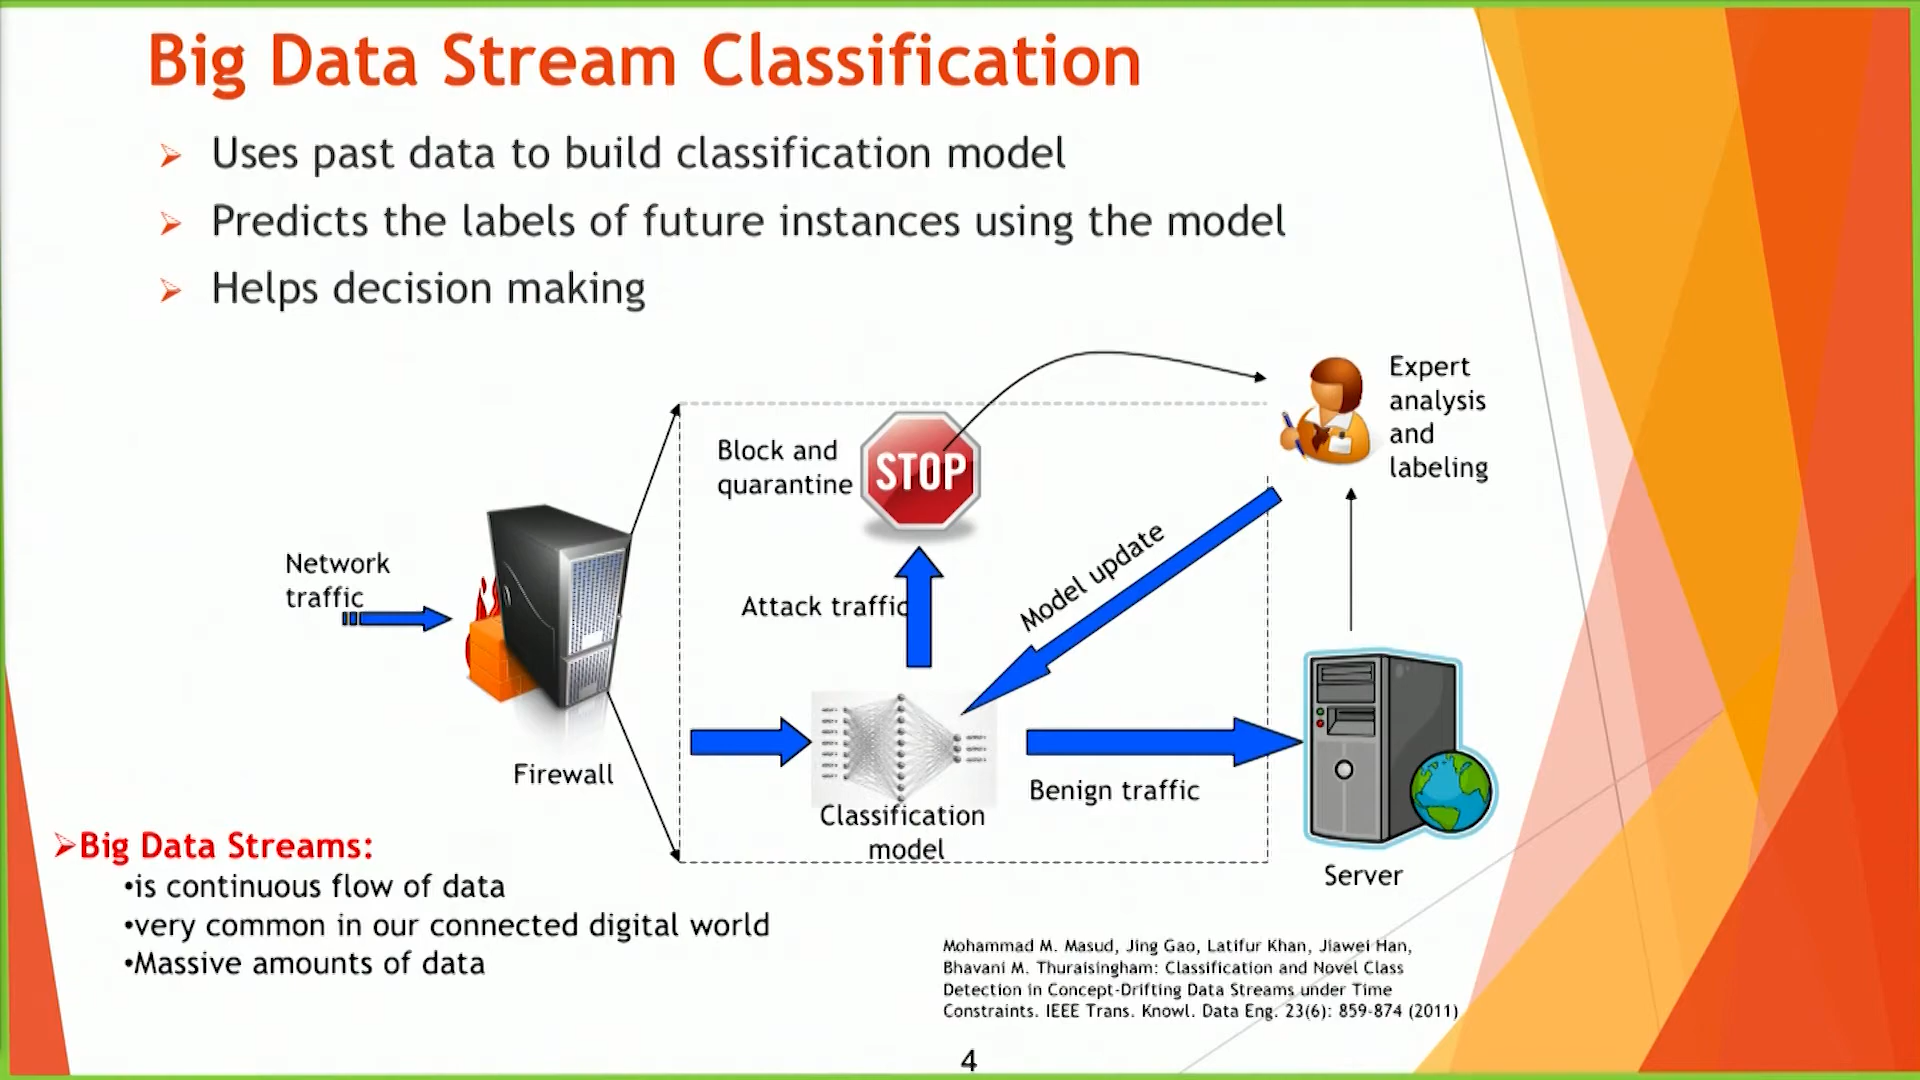 Big Data Stream Classification
Uses past data to build classification model
Predicts the labels of future instances using the model
Helps decision making
Expert
analysis
and
labeling
Block and
quarantine
STOP
Network
traffic
Attack traffic
Model update
Firewall
Benign traffic
Classification
model
Server
Big Data Streams:
•is continuous flow of data
•very common in our connected digital world
•Massive amounts of data
Mohammad M. Masud, Jing Gao, Latifur Khan, Jiawei Han,
Bhavani M. Thuraisingham: Classification and Novel Class
Detection in Concept-Drifting Data Streams under Time
Constraints. IEEE Trans. Knowl. Data Eng. 23(6): 859-874 (2011)
4